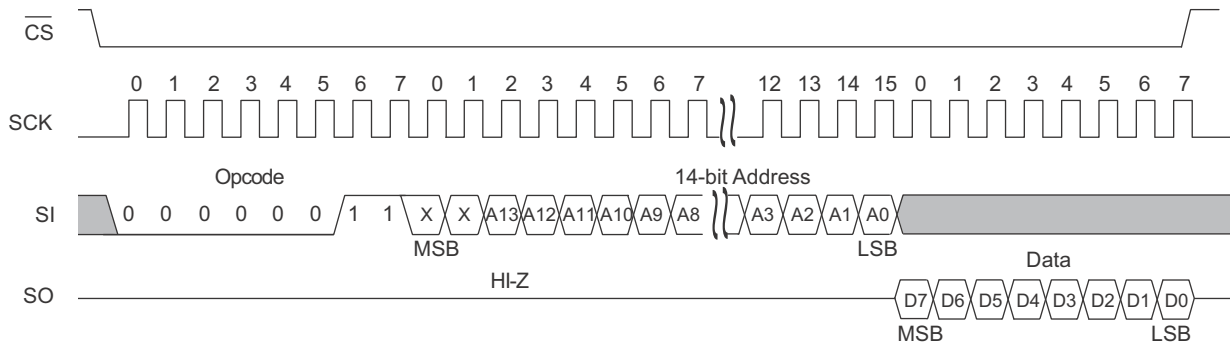 CS
0 1 2 3 4 5 6 7 0 1 2 3 4 5 6 7 12 13 14 15 0 1 2 3 4 5 6 7
SCK
Opcode 14-bit Address
SI 0 0 0 0 0 0 1 1 X X A13 A12 A11 A10 A9 A8 A3 A2 A1 A0
MSB LSB
HI-Z Data
SO D7 D6 D5 D4 D3 D2 D1 D0
MSB LSB